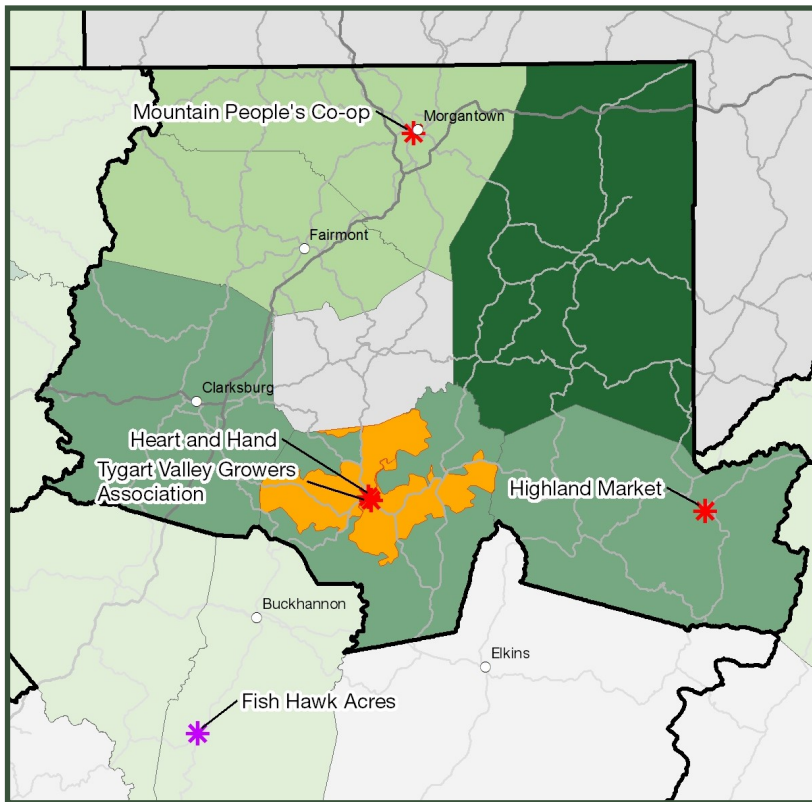 Mountain People's Co-op
Morgantown
Fairmont
Clarksburg
Heart and Hand
Tygart Valley Growers
Association
Highland Market
Buckhannon
Elkins
Fish Hawk Acres